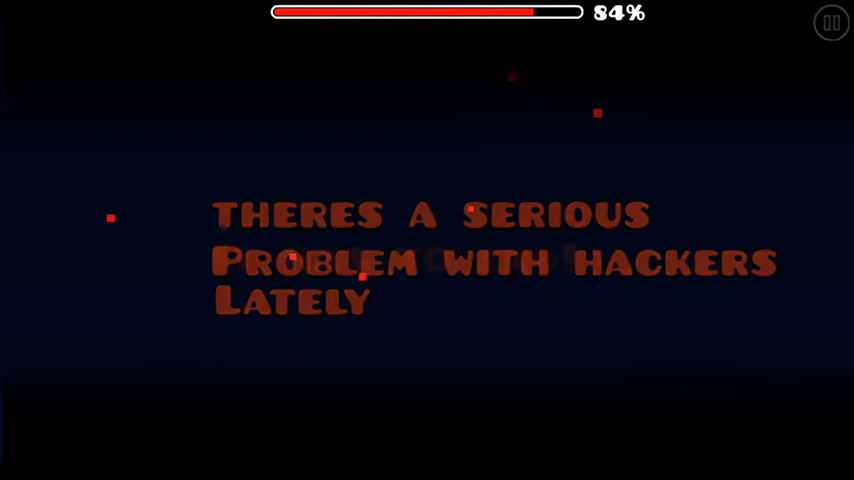 84%
THERES A SERIOUS
PROBLEM WITH HACKERS
LATELY